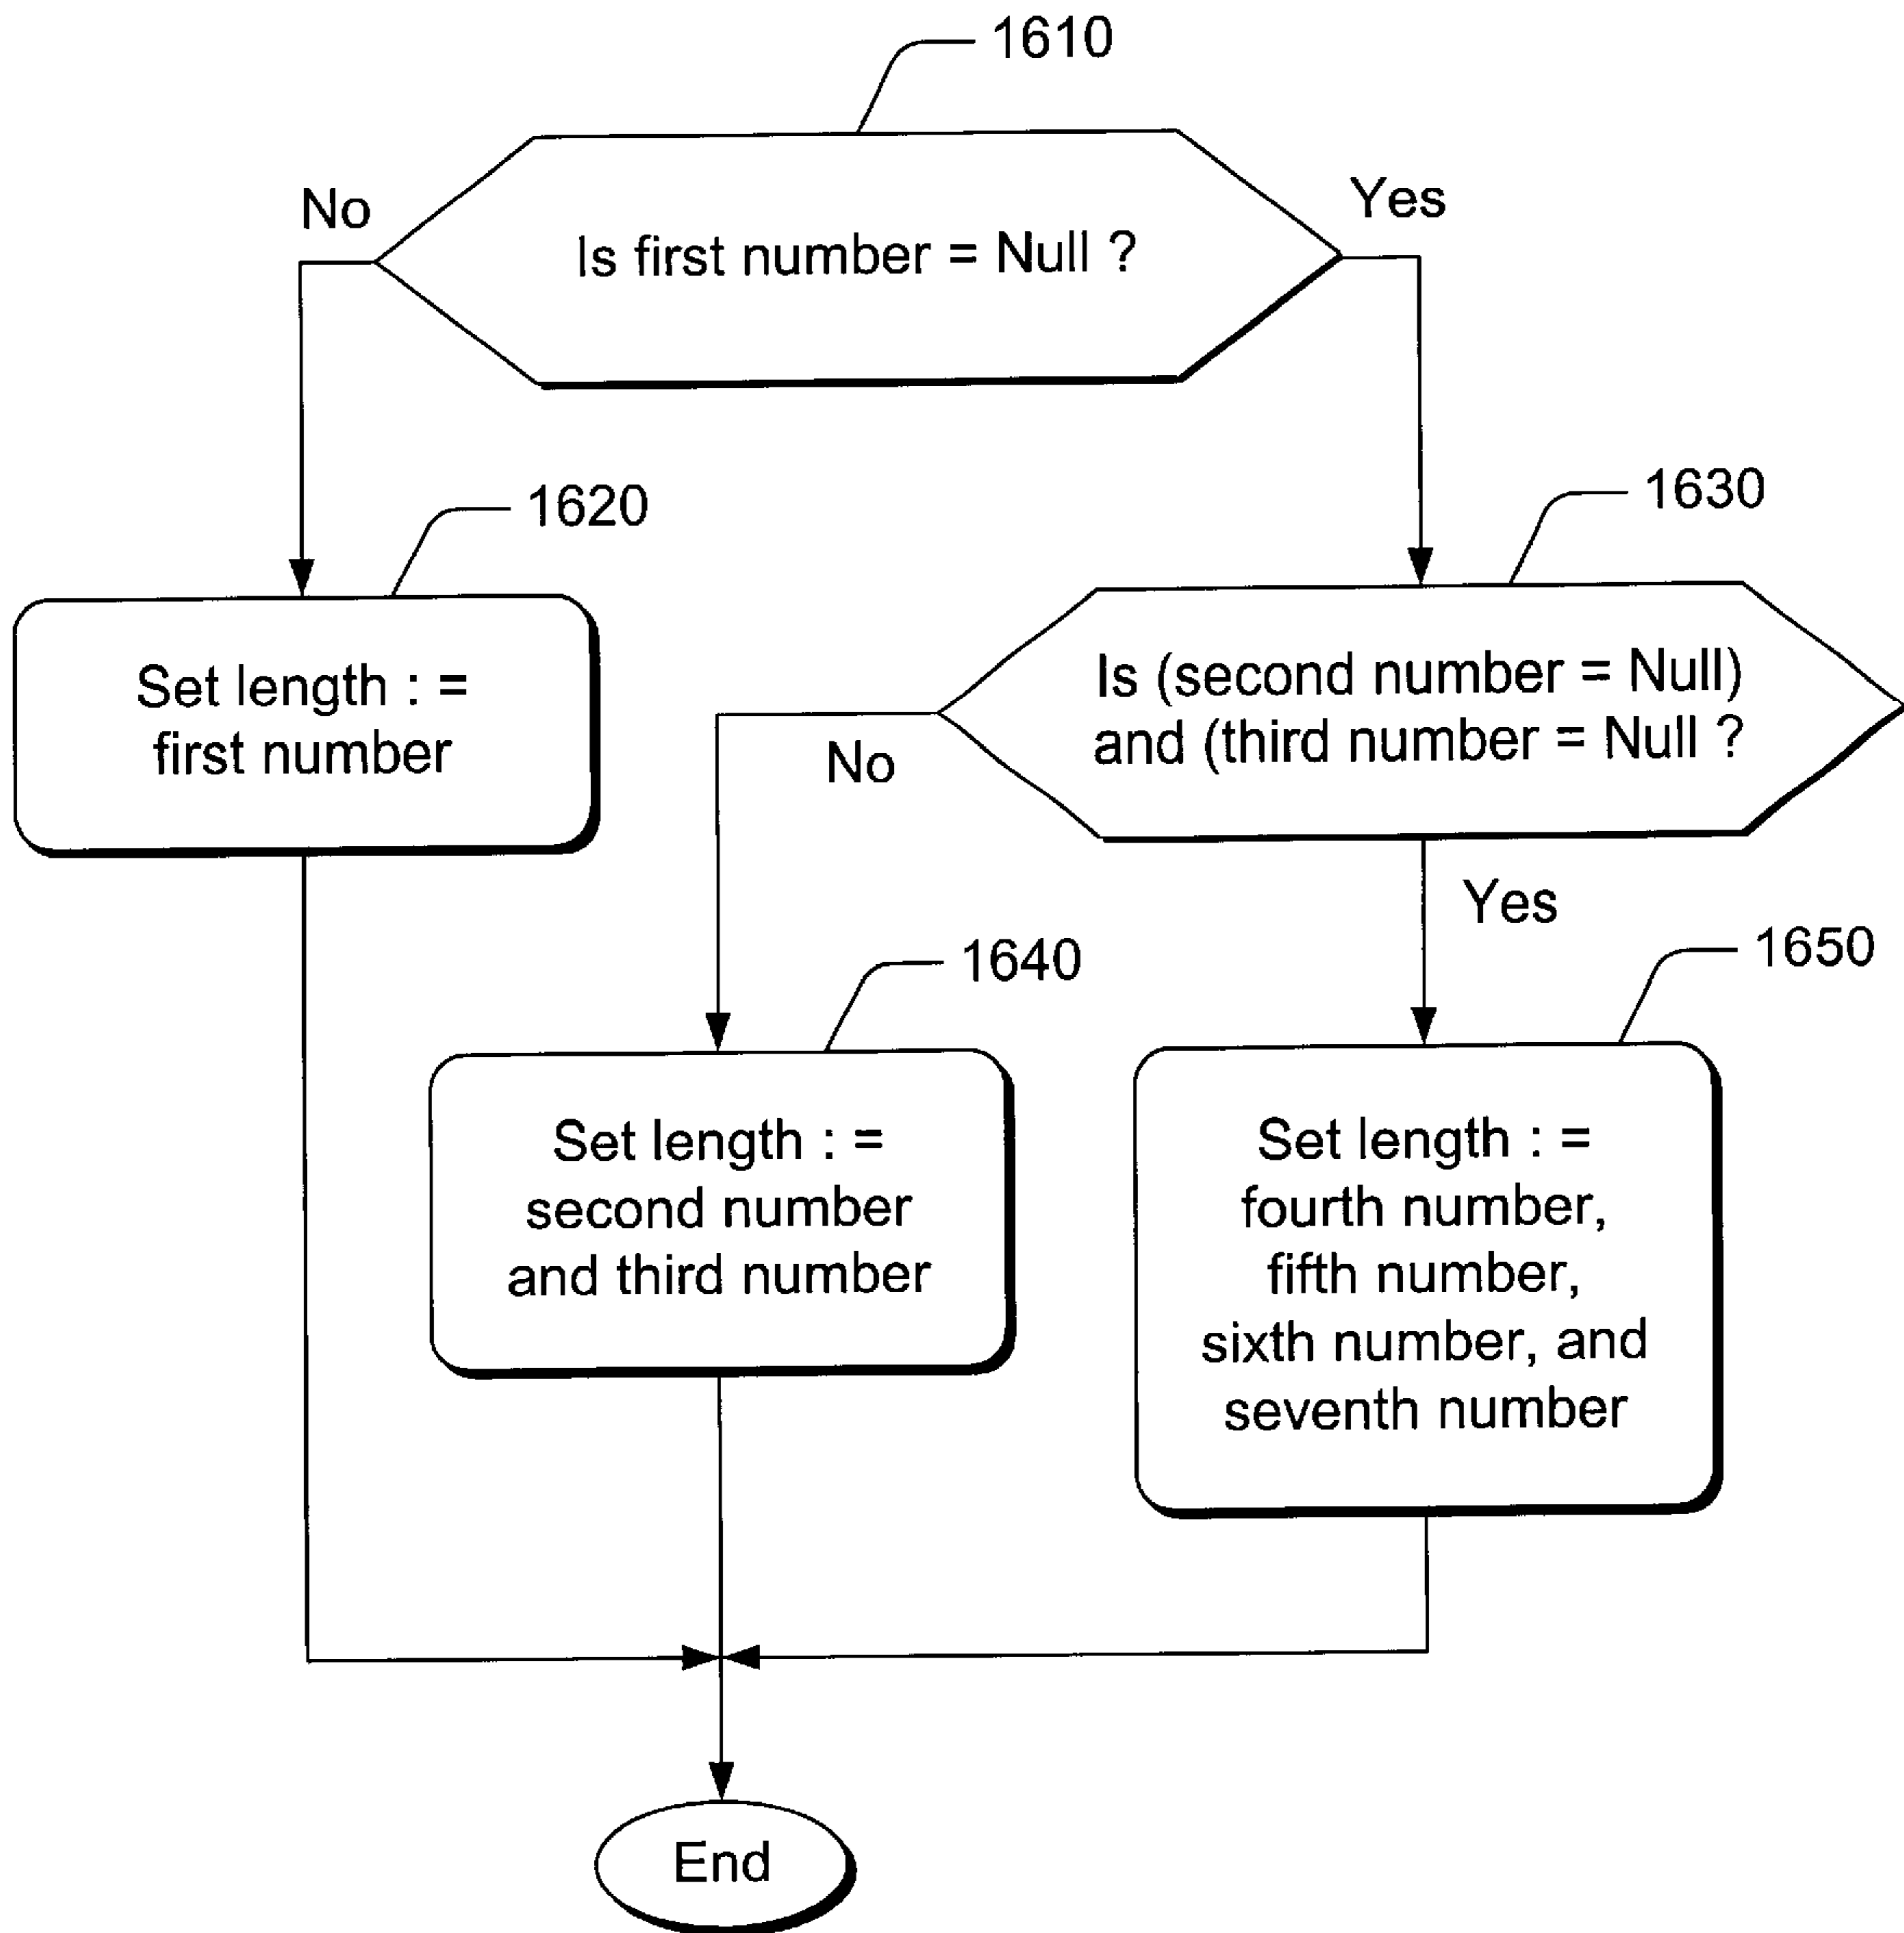 1610
No
Yes
Is first number = Null ?
1620
1630
Set length : =
first number
Is (second number = Null)
and (third number = Null ?
No
Yes
1640
1650
Set length : =
second number
and third number
Set length : =
fourth number,
fifth number,
sixth number, and
seventh number
End